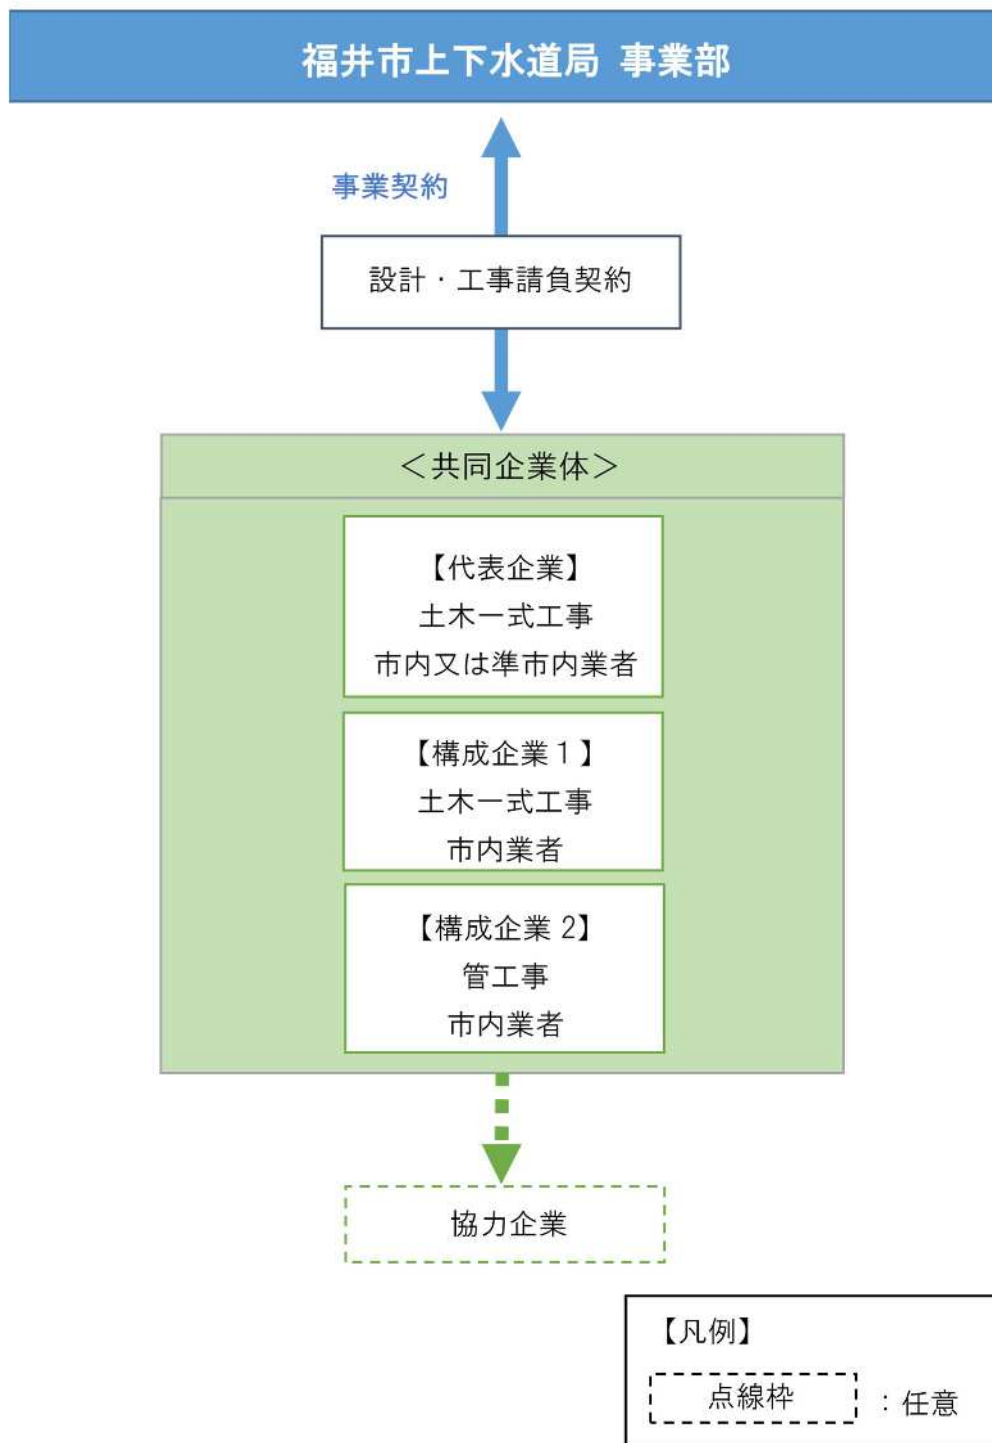 福井市上下水道局 事業部
事業契約
設計・工事請負契約
＜共同企業体＞
【代表企業】
土木一式工事
市内又は準市内業者
【構成企業１】
土木一式工事
市内業者
【構成企業 2】
管工事
市内業者
協力企業
【凡例】
点線枠 ：任意